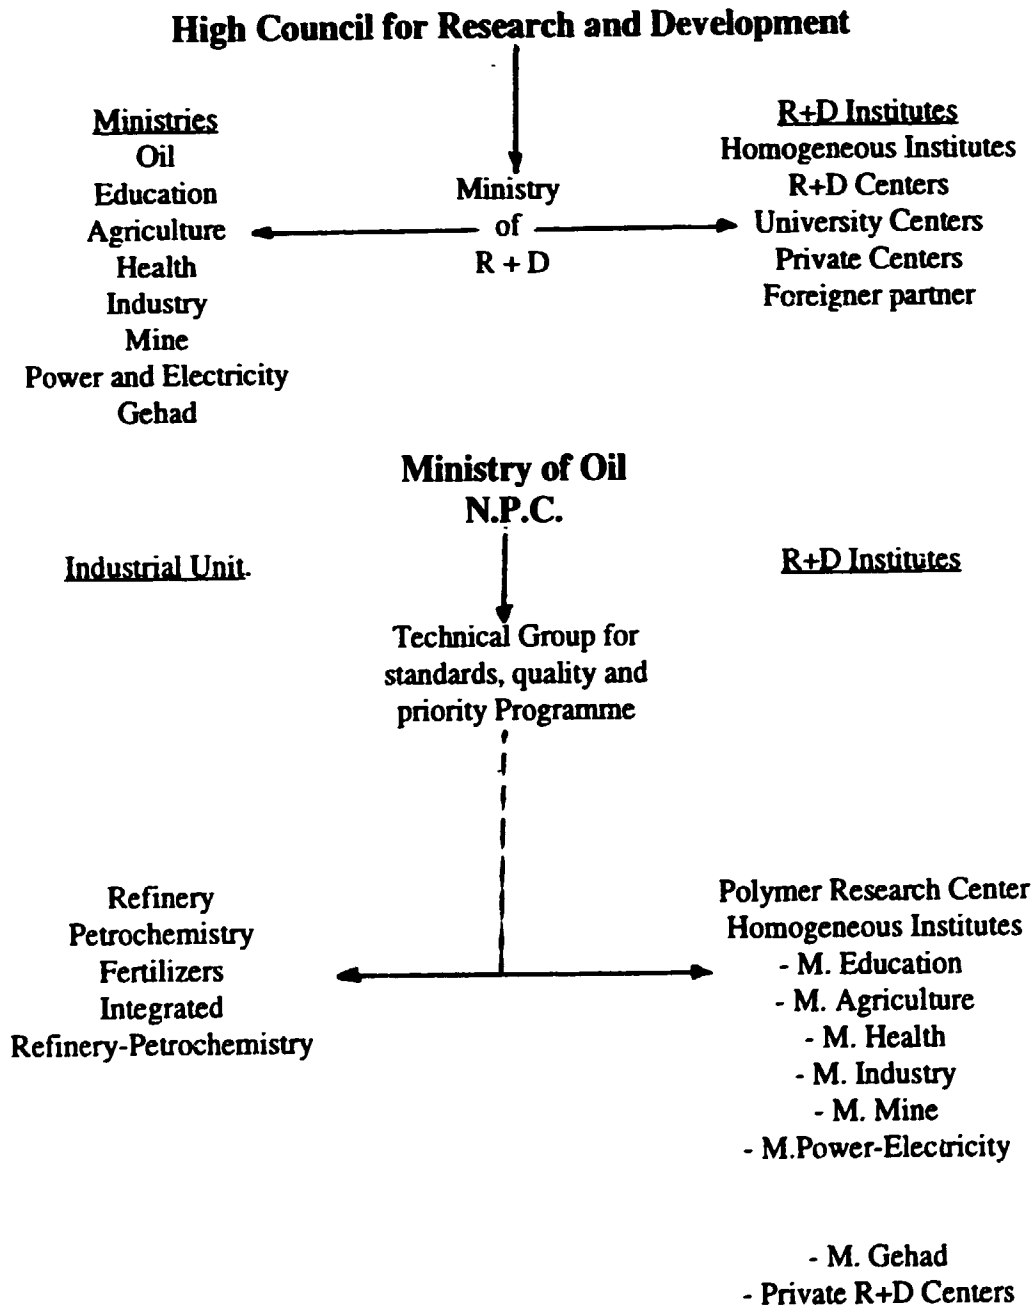 High Council for Research and Development
Ministries
Oil
Education
Agriculture
Health
Industry
Mine
Power and Electricity
Gehad
Ministry
of
R + D
R+D Institutes
Homogeneous Institutes
R+D Centers
University Centers
Private Centers
Foreigner partner
Ministry of Oil
N.P.C.
Industrial Unit.
R+D Institutes
Technical Group for
standards, quality and
priority Programme
Refinery
Petrochemistry
Fertilizers
Integrated
Refinery-Petrochemistry
Polymer Research Center
Homogeneous Institutes
- M. Education
- M. Agriculture
- M. Health
- M. Industry
- M. Mine
- M.Power-Electricity
- M. Gehad
- Private R+D Centers